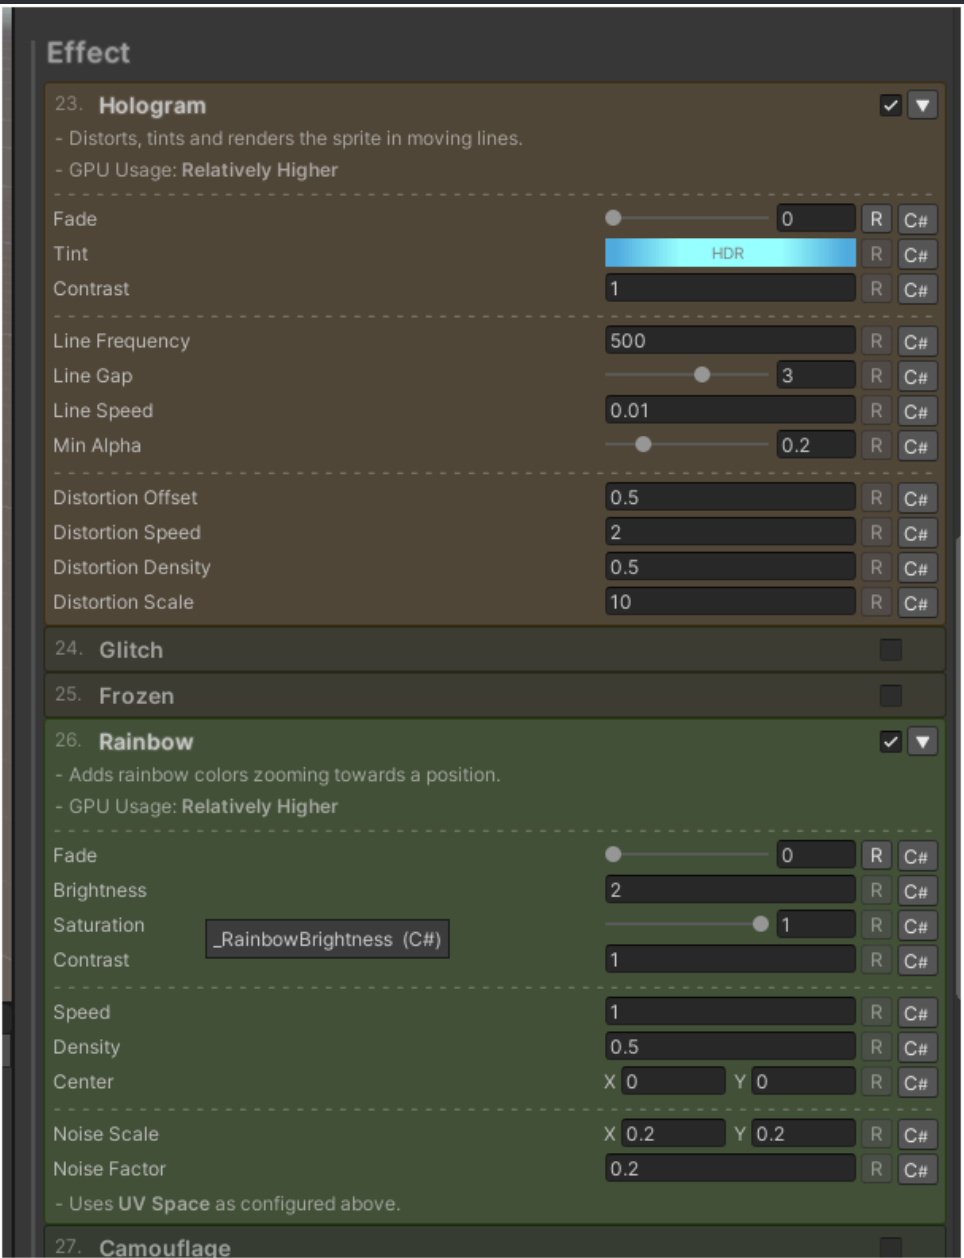 Effect
23. Hologram
- Distorts, tints and renders the sprite in moving lines.
- GPU Usage: Relatively Higher
Fade 0 R C#
Tint HDR R C#
Contrast 1 R C#
Line Frequency 500 R C#
Line Gap 3 R C#
Line Speed 0.01 R C#
Min Alpha 0.2 R C#
Distortion Offset 0.5 R C#
Distortion Speed 2 R C#
Distortion Density 0.5 R C#
Distortion Scale 10 R C#
24. Glitch
25. Frozen
26. Rainbow
- Adds rainbow colors zooming towards a position.
- GPU Usage: Relatively Higher
Fade 0 R C#
Brightness 2 R C#
Saturation 1 R C#
_RainbowBrightness (C#)
Contrast 1 R C#
Speed 1 R C#
Density 0.5 R C#
Center X 0 Y 0 R C#
Noise Scale X 0.2 Y 0.2 R C#
Noise Factor 0.2 R C#
- Uses UV Space as configured above.
27. Camouflage